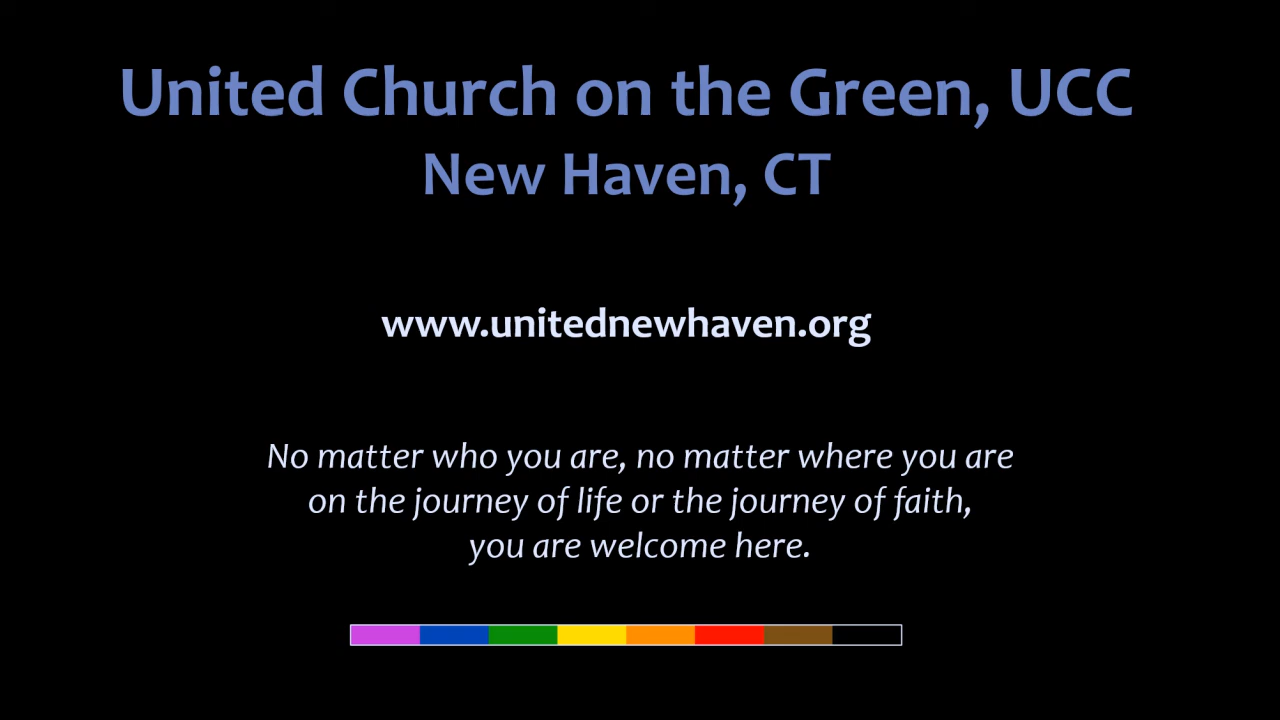 United Church on the Green, UCC
New Haven, CT
www.unitednewhaven.org
No matter who you are, no matter where you are
on the journey of life or the journey of faith,
you are welcome here.